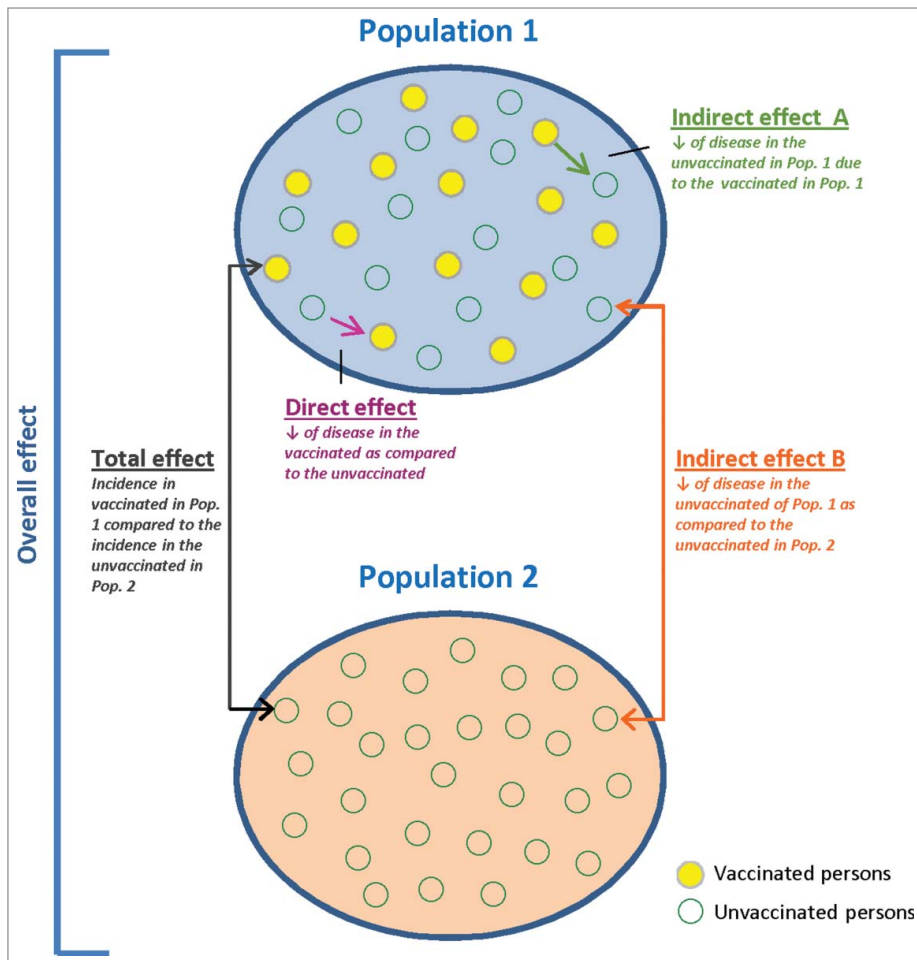 Population 1
Indirect effect A
↓ of disease in the
unvaccinated in Pop. 1 due
to the vaccinated in Pop. 1
Direct effect
↓ of disease in the
vaccinated as compared
to the unvaccinated
Overall effect
Total effect
Incidence in
vaccinated in Pop.
1 compared to the
incidence in the
unvaccinated in
Pop. 2
Indirect effect B
↓ of disease in the
unvaccinated of Pop. 1 as
compared to the
unvaccinated in Pop. 2
Population 2
Vaccinated persons
Unvaccinated persons